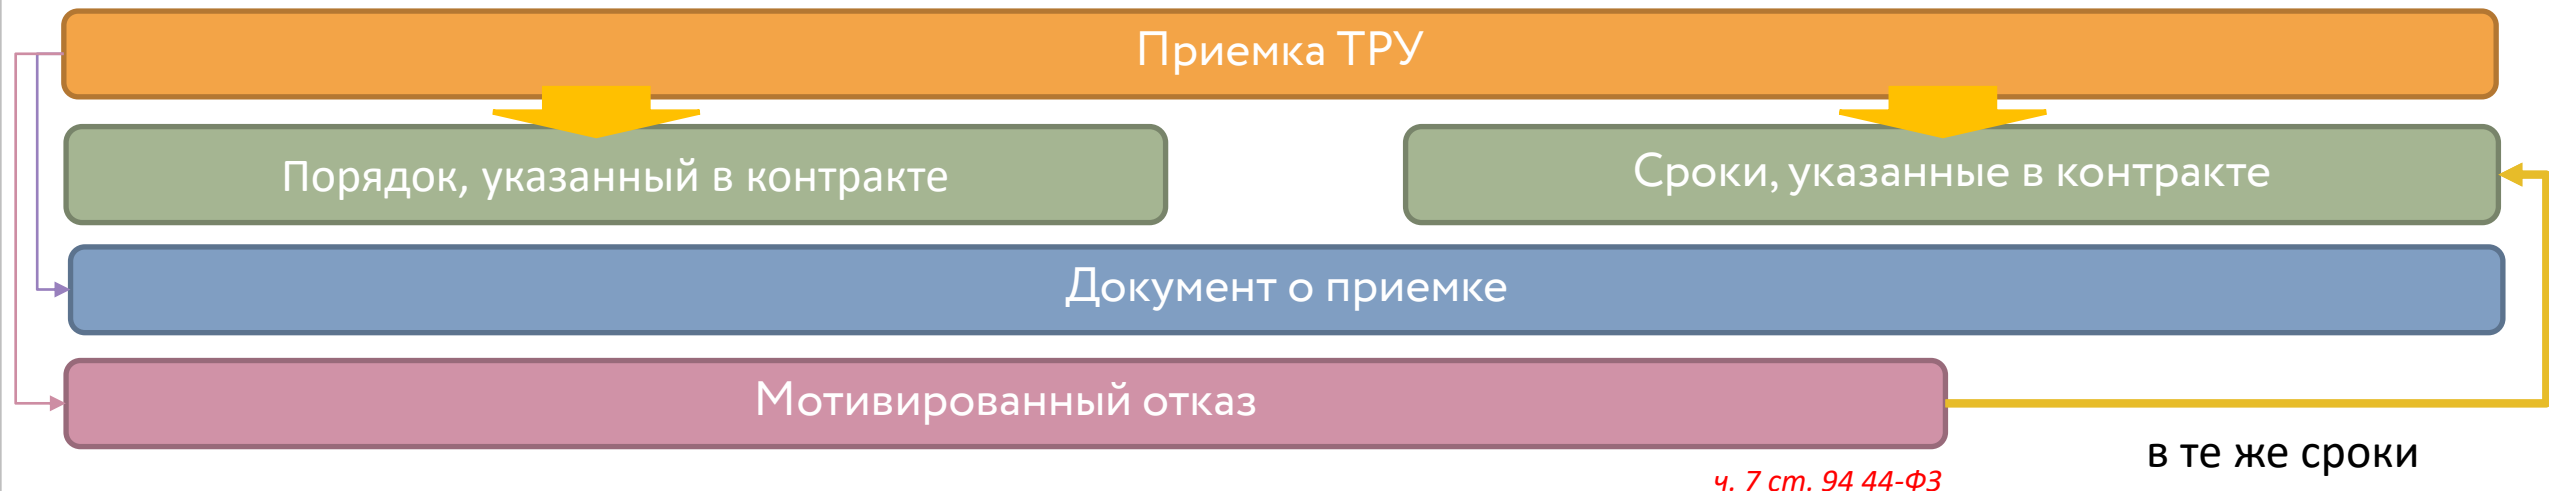 Приемка ТРУ
Порядок, указанный в контракте
Сроки, указанные в контракте
Документ о приемке
Мотивированный отказ
в те же сроки
ч. 7 ст. 94 44-ФЗ